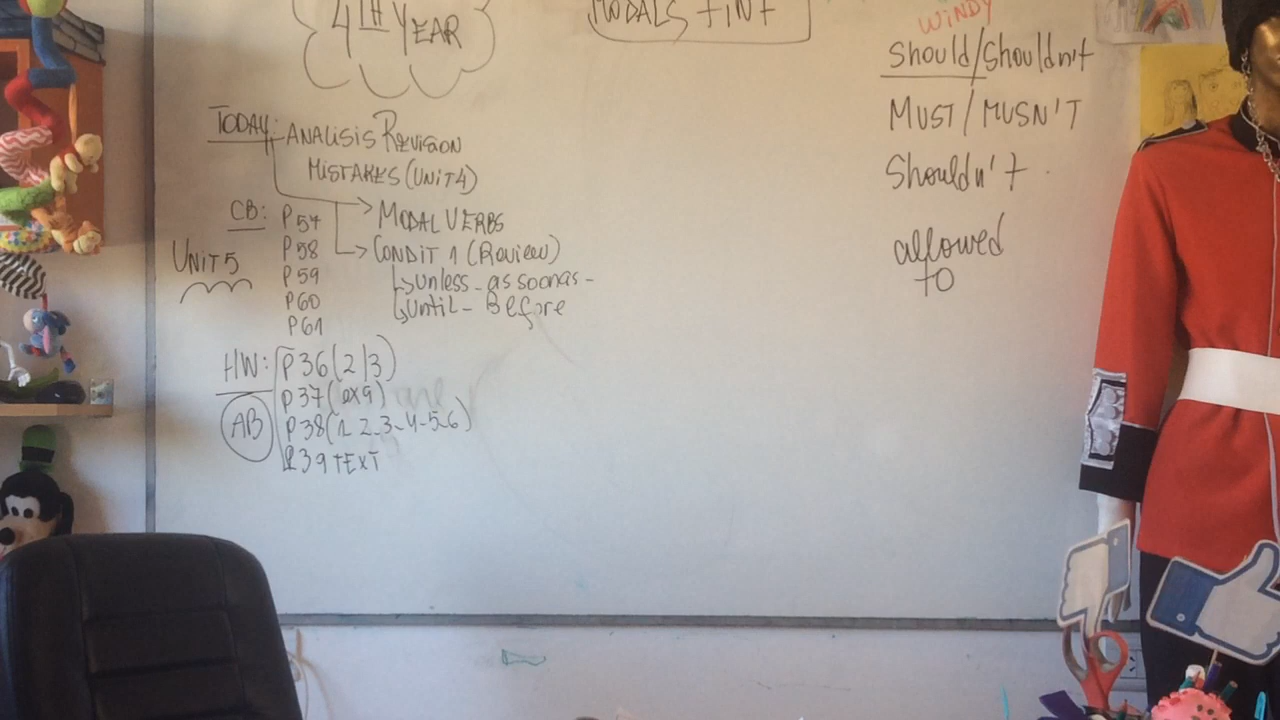 4TH YEAR
TODAY: ANALISIS REVISION
MISTAKES (UNIT 4)
MODAL VERBS
CONDIT 1 (Review)
unless - as soon as -
until - Before
CB: P57
P58
P59
P60
P61
UNIT 5
HW: P36 (2/3)
P37 (ex9)
AB P38 (1-2-3-4-5-6)
P39 TEXT
MODALS
WINDY
should/shouldn't
MUST/MUSN'T
Shouldn't
allowed
TO